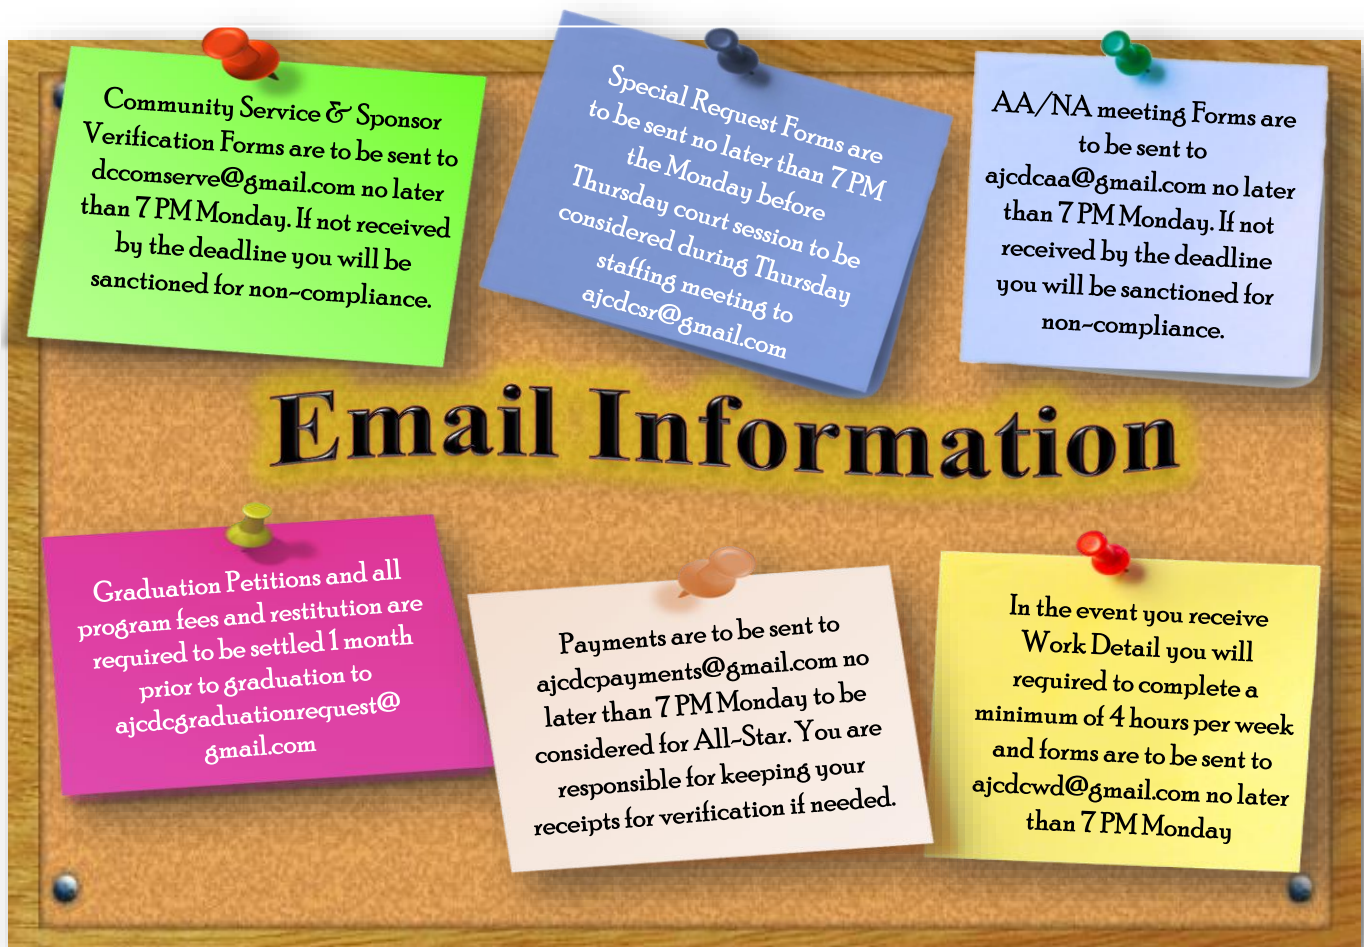 Community Service & Sponsor
Verification Forms are to be sent to
dccomserve@gmail.com no later
than 7 PM Monday. If not received
by the deadline you will be
sanctioned for non-compliance.
Special Request Forms are
to be sent no later than 7 PM
the Monday before
Thursday court session to be
considered during Thursday
staffing meeting to
ajcdcsr@gmail.com
AA/NA meeting Forms are
to be sent to
ajcdcaa@gmail.com no later
than 7 PM Monday. If not
received by the deadline
you will be sanctioned for
non-compliance.
Email Information
Graduation Petitions and all
program fees and restitution are
required to be settled 1 month
prior to graduation to
ajcdcgraduationrequest@
gmail.com
Payments are to be sent to
ajcdcpayments@gmail.com no
later than 7 PM Monday to be
considered for All-Star. You are
responsible for keeping your
receipts for verification if needed.
In the event you receive
Work Detail you will
required to complete a
minimum of 4 hours per week
and forms are to be sent to
ajcdcwd@gmail.com no later
than 7 PM Monday